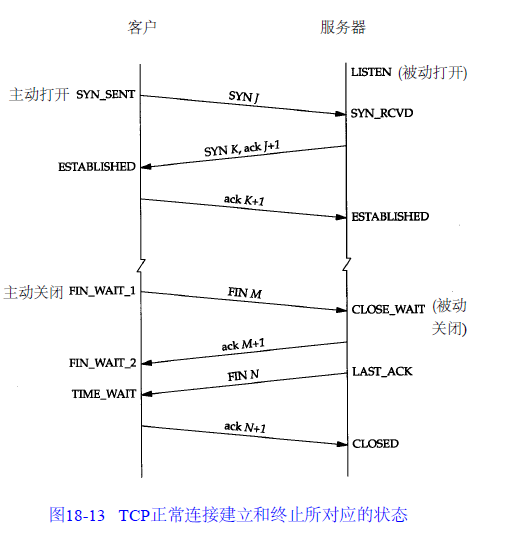 客户 服务器
LISTEN (被动打开)
主动打开 SYN_SENT
SYN J
SYN_RCVD
SYN K, ack J+1
ESTABLISHED
ack K+1
ESTABLISHED
主动关闭 FIN_WAIT_1
FIN M
CLOSE_WAIT (被动
关闭)
ack M+1
FIN_WAIT_2
FIN N
LAST_ACK
TIME_WAIT
ack N+1
CLOSED
图18-13 TCP正常连接建立和终止所对应的状态